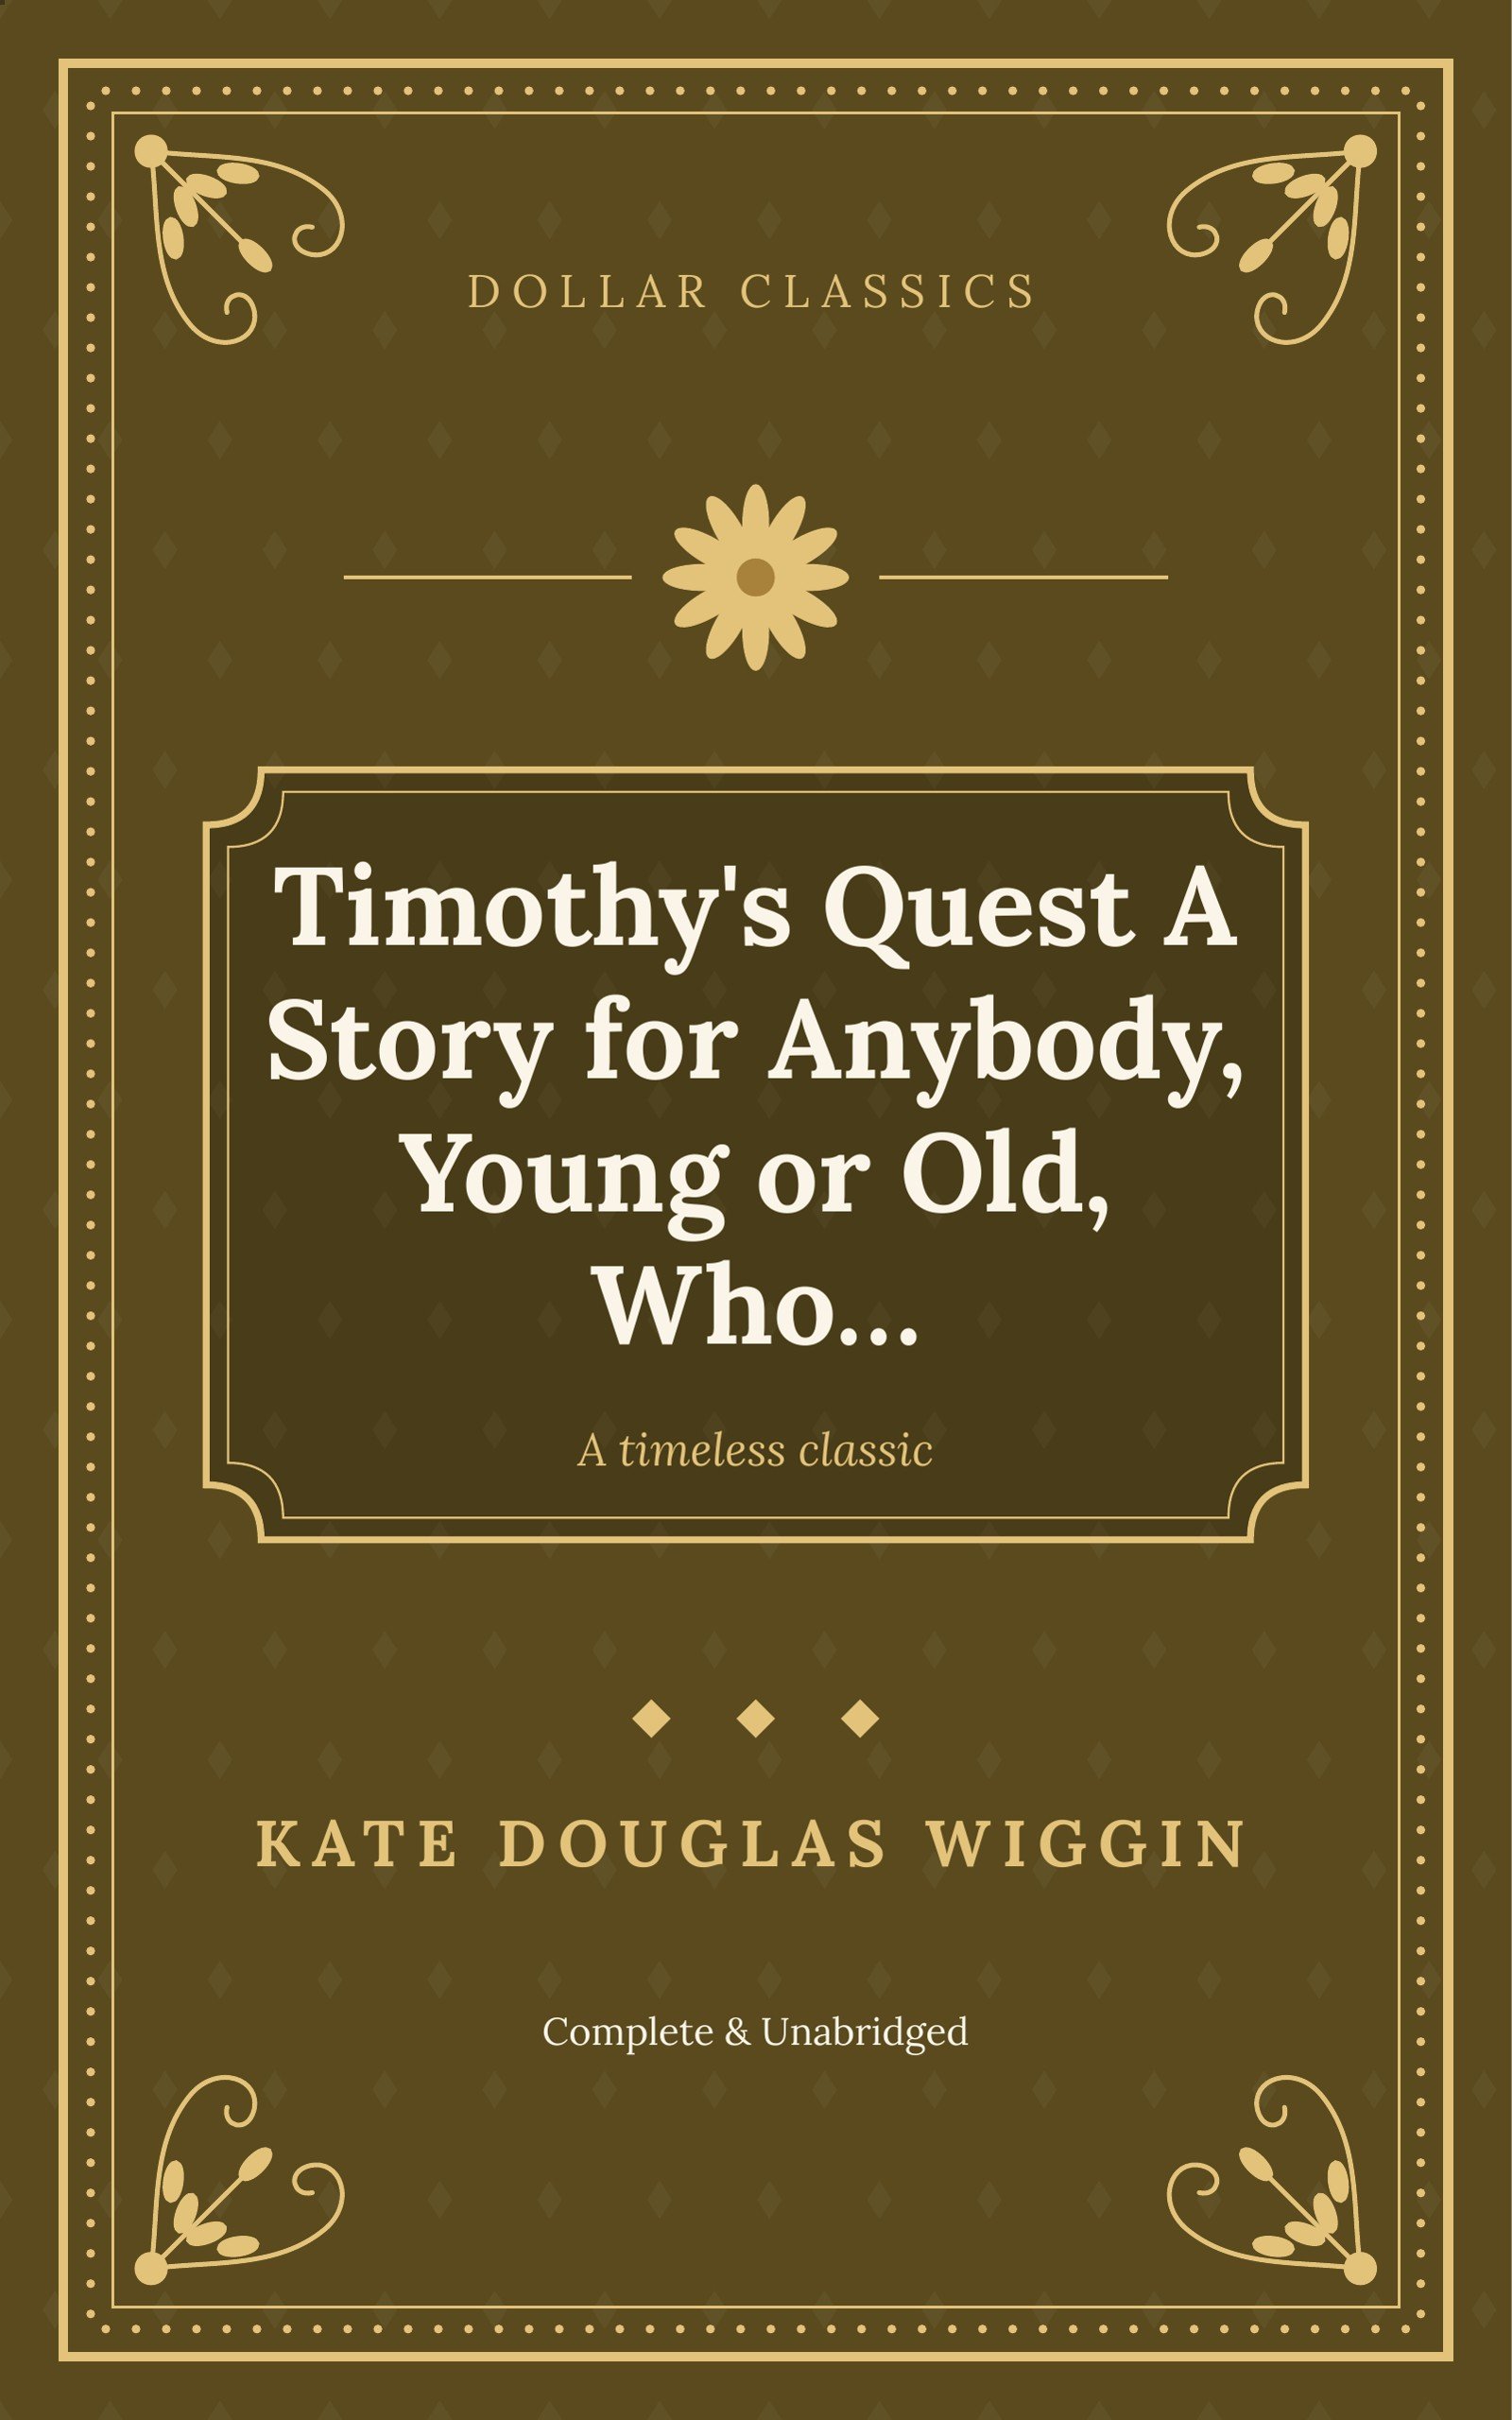 DOLLAR CLASSICS
Timothy's Quest A
Story for Anybody,
Young or Old,
Who...
A timeless classic
KATE DOUGLAS WIGGIN
Complete & Unabridged